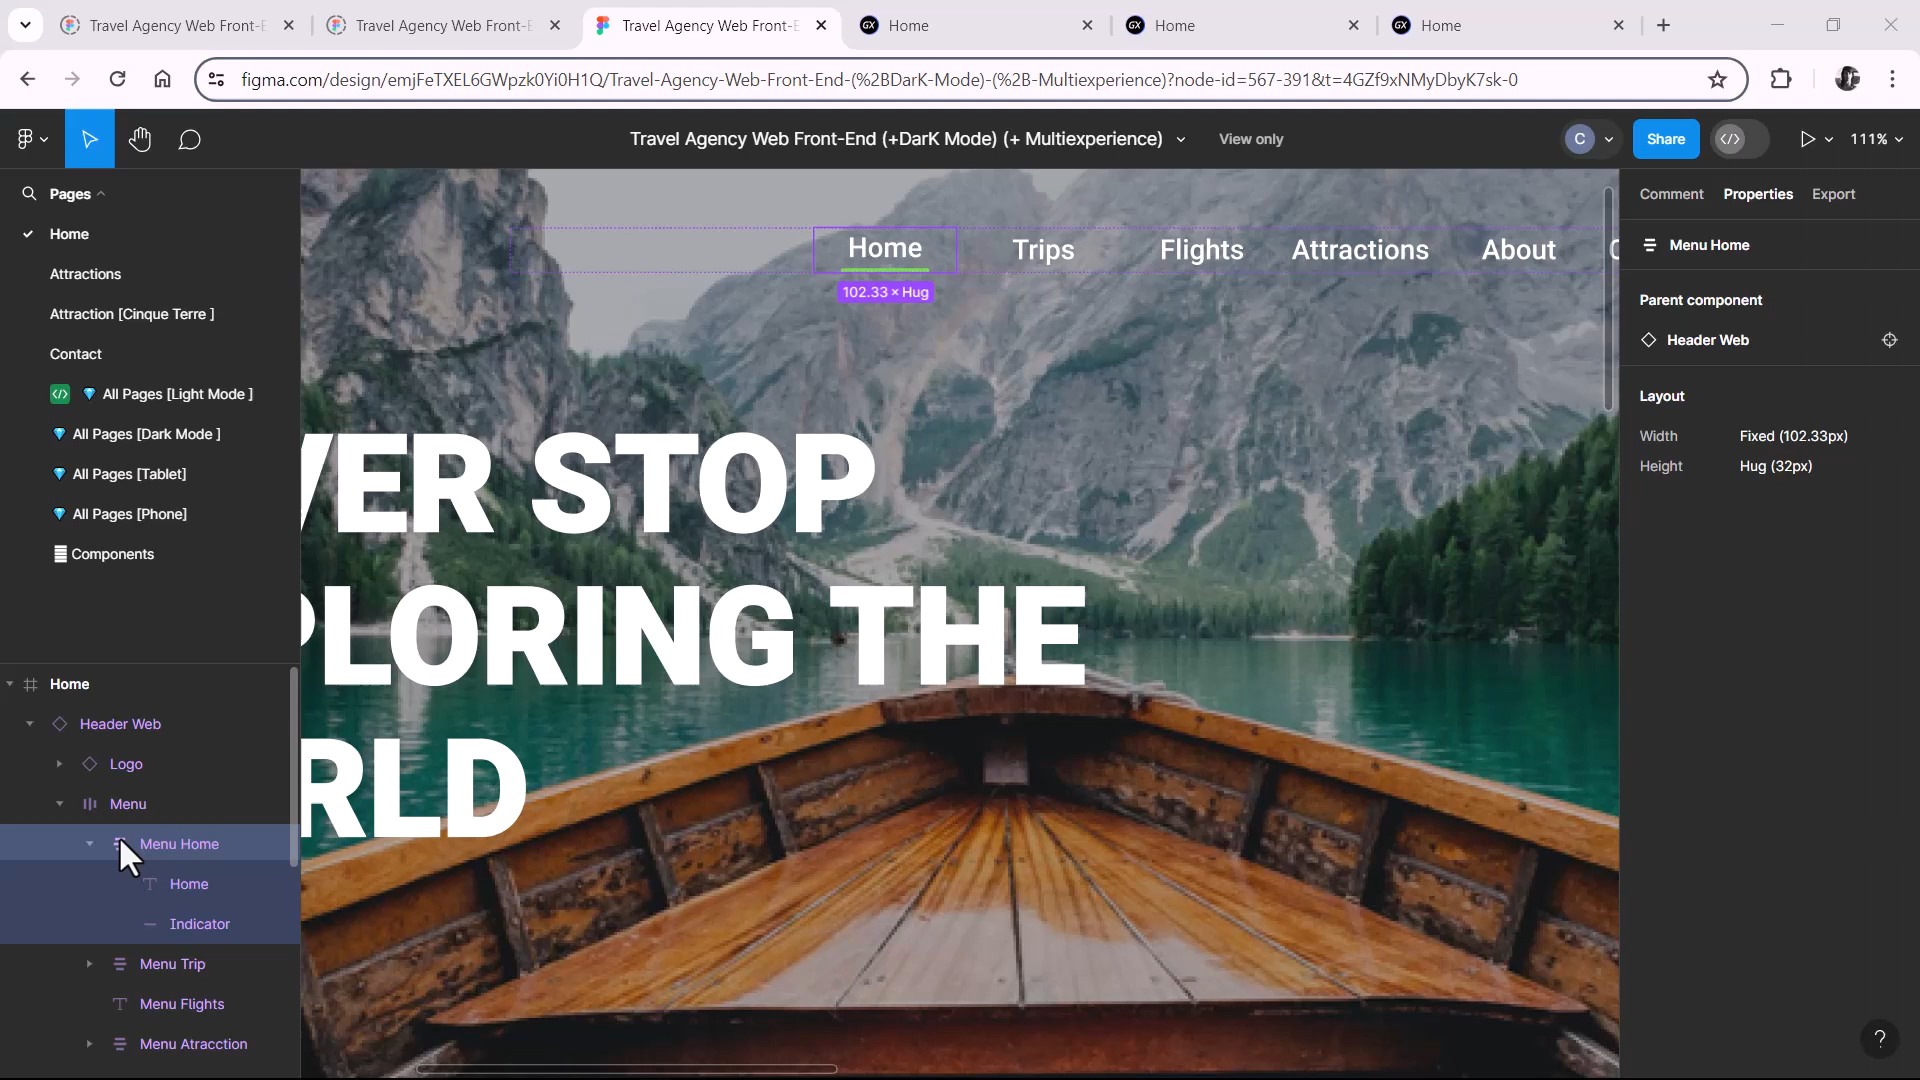 Travel Agency Web Front-E
Travel Agency Web Front-E
Travel Agency Web Front-E
GX Home
GX Home
GX Home
figma.com/design/emjFeTXEL6GWpzk0Yi0H1Q/Travel-Agency-Web-Front-End-(%2BDarK-Mode)-(%2B-Multiexperience)?node-id=567-391&t=4GZf9xNMyDbyK7sk-0
Travel Agency Web Front-End (+DarK Mode) (+ Multiexperience)
View only
C
Share
111%
Pages
Home
Attractions
Attraction [Cinque Terre ]
Contact
All Pages [Light Mode ]
All Pages [Dark Mode ]
All Pages [Tablet]
All Pages [Phone]
Components
Home
Header Web
Logo
Menu
Menu Home
Home
Indicator
Menu Trip
Menu Flights
Menu Atracction
Home Trips Flights Attractions About
102.33 × Hug
VER STOP
PLORING THE
RLD
Comment Properties Export
Menu Home
Parent component
Header Web
Layout
Width Fixed (102.33px)
Height Hug (32px)
?